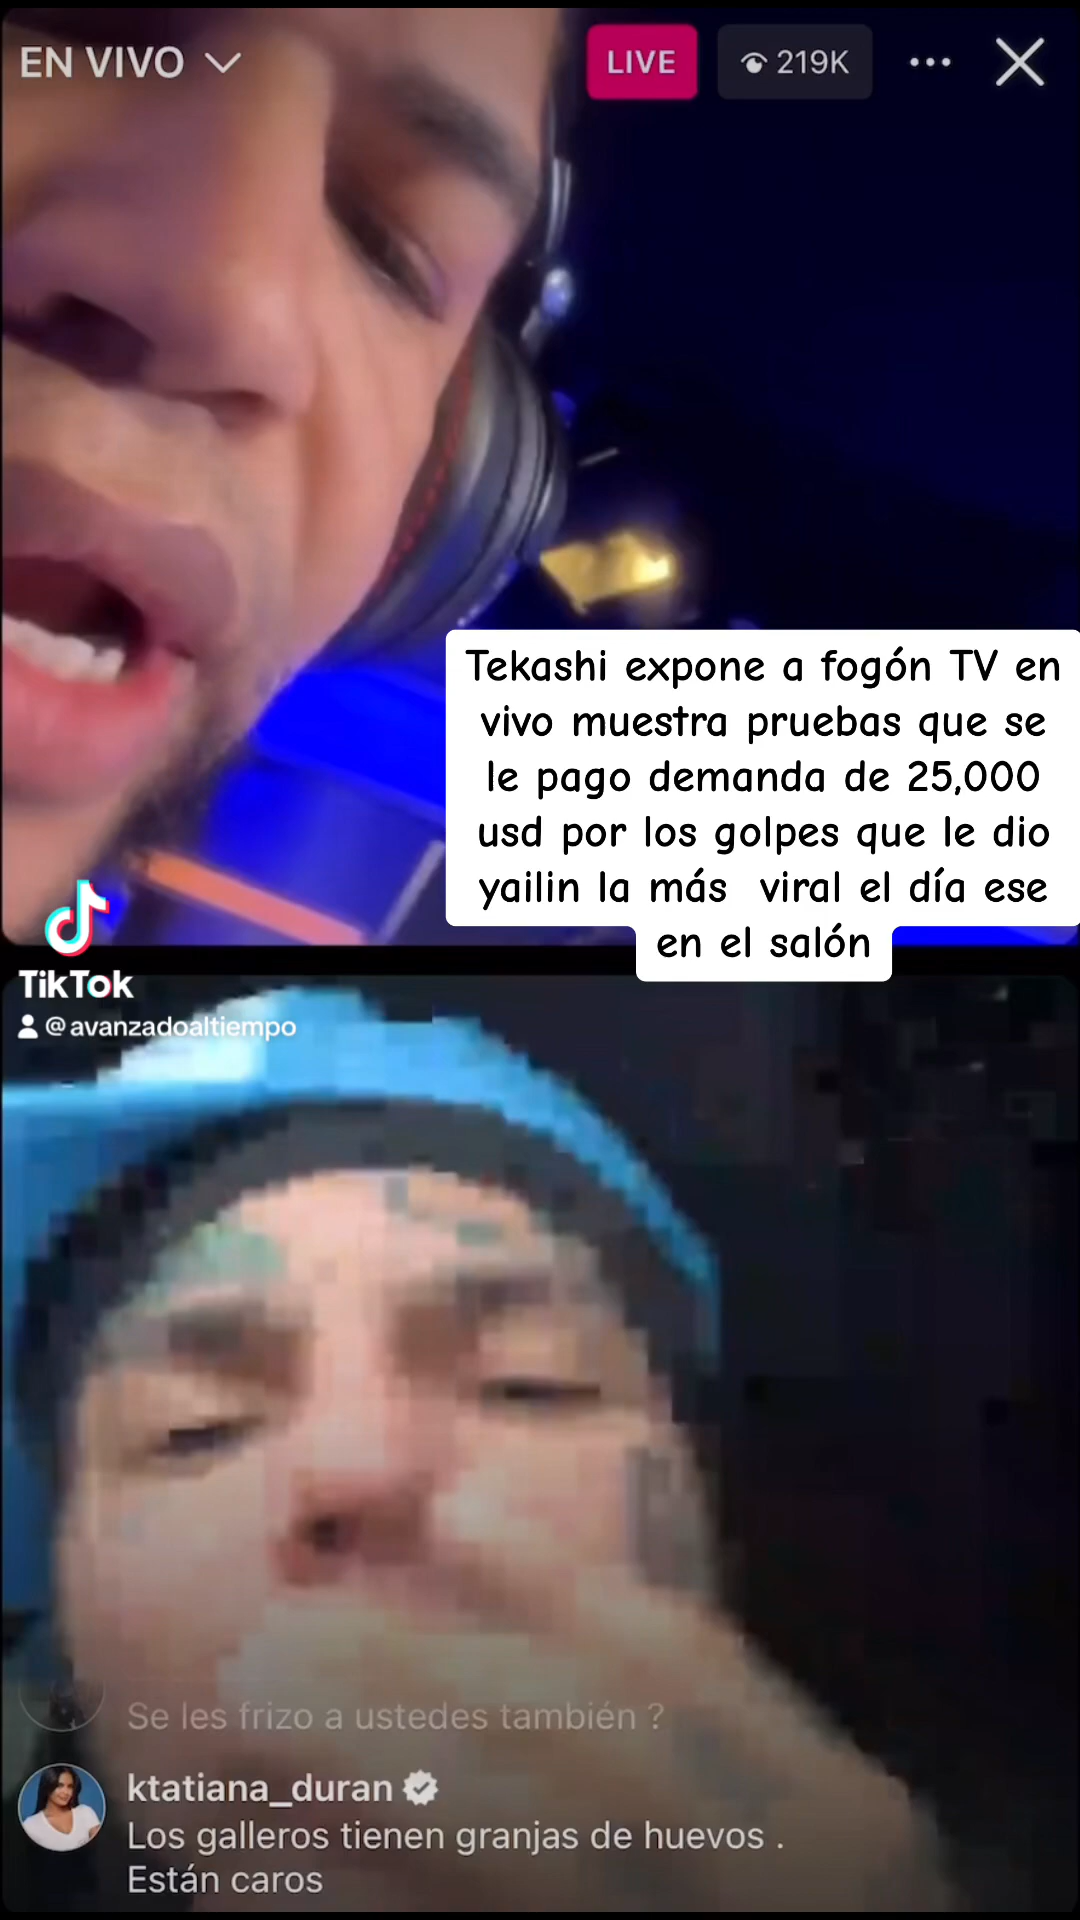 EN VIVO
LIVE
219K
Tekashi expone a fogón TV en
vivo muestra pruebas que se
le pago demanda de 25,000
usd por los golpes que le dio
yailin la más viral el día ese
en el salón
TikTok
@avanzadoaltiempo
Se les frizo a ustedes también ?
ktatiana_duran
Los galleros tienen granjas de huevos .
Están caros